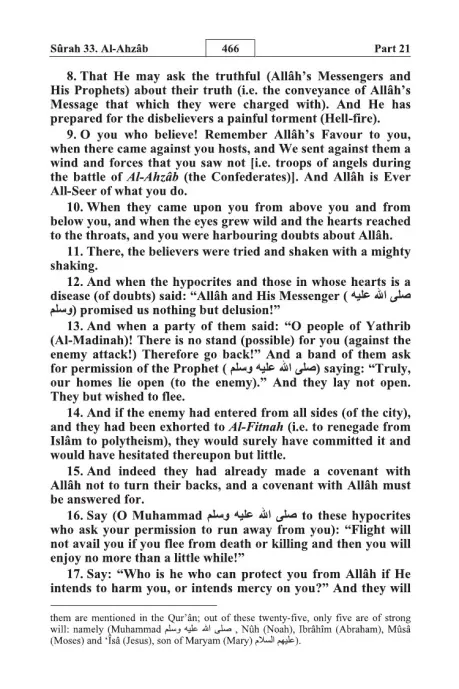 Sûrah 33. Al-Ahzâb 466 Part 21
8. That He may ask the truthful (Allâh’s Messengers and
His Prophets) about their truth (i.e. the conveyance of Allâh’s
Message that which they were charged with). And He has
prepared for the disbelievers a painful torment (Hell-fire).
9. O you who believe! Remember Allâh’s Favour to you,
when there came against you hosts, and We sent against them a
wind and forces that you saw not [i.e. troops of angels during
the battle of Al-Ahzâb (the Confederates)]. And Allâh is Ever
All-Seer of what you do.
10. When they came upon you from above you and from
below you, and when the eyes grew wild and the hearts reached
to the throats, and you were harbouring doubts about Allâh.
11. There, the believers were tried and shaken with a mighty
shaking.
12. And when the hypocrites and those in whose hearts is a
disease (of doubts) said: “Allâh and His Messenger ( صلى الله عليه
وسلم) promised us nothing but delusion!”
13. And when a party of them said: “O people of Yathrib
(Al-Madinah)! There is no stand (possible) for you (against the
enemy attack!) Therefore go back!” And a band of them ask
for permission of the Prophet ( صلى الله عليه وسلم) saying: “Truly,
our homes lie open (to the enemy).” And they lay not open.
They but wished to flee.
14. And if the enemy had entered from all sides (of the city),
and they had been exhorted to Al-Fitnah (i.e. to renegade from
Islâm to polytheism), they would surely have committed it and
would have hesitated thereupon but little.
15. And indeed they had already made a covenant with
Allâh not to turn their backs, and a covenant with Allâh must
be answered for.
16. Say (O Muhammad صلى الله عليه وسلم to these hypocrites
who ask your permission to run away from you): “Flight will
not avail you if you flee from death or killing and then you will
enjoy no more than a little while!”
17. Say: “Who is he who can protect you from Allâh if He
intends to harm you, or intends mercy on you?” And they will
them are mentioned in the Qur’ân; out of these twenty-five, only five are of strong
will: namely (Muhammad صلى الله عليه وسلم , Nûh (Noah), Ibrâhîm (Abraham), Mûsâ
(Moses) and ‘Îsâ (Jesus), son of Maryam (Mary) عليهم السلام).